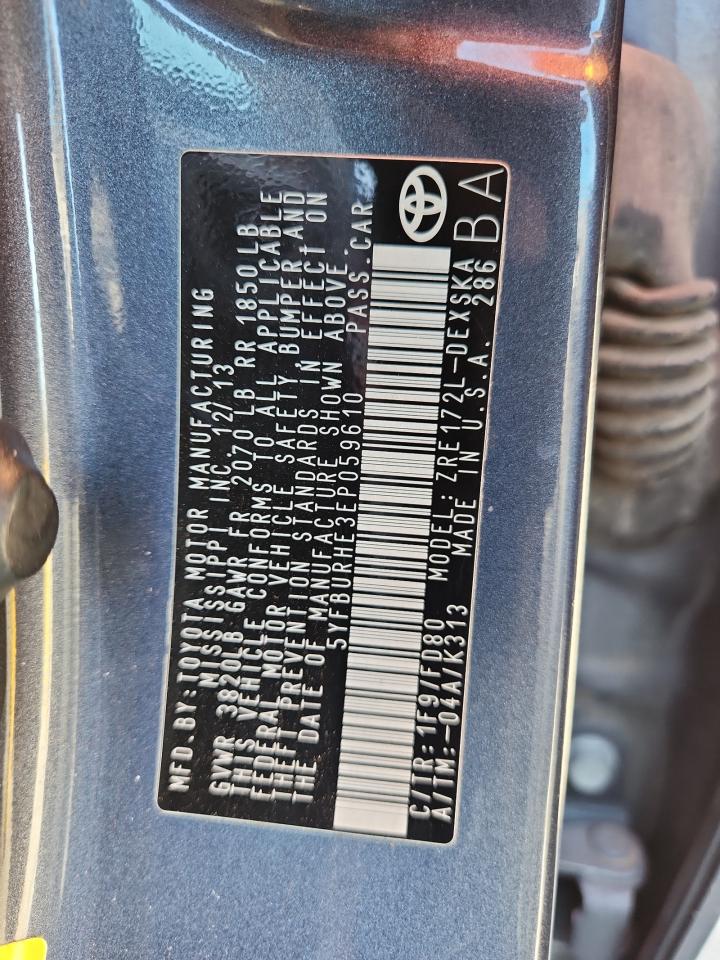 MFD.BY:TOYOTA MOTOR MANUFACTURING
MISSISSIPPI INC. 12/13
GVWR 3820LB GAWR FR 2070 LB RR 1850LB
THIS VEHICLE CONFORMS TO ALL APPLICABLE
FEDERAL MOTOR VEHICLE SAFETY, BUMPER AND
THEFT PREVENTION STANDARDS IN EFFECT ON
THE DATE OF MANUFACTURE SHOWN ABOVE.
5YFBURHE3EP059610 PASS.CAR
C/TR:1F9/FD80 MODEL: ZRE172L-DEXSKA
A/TM:-04A/K313 MADE IN U.S.A. 286
BA